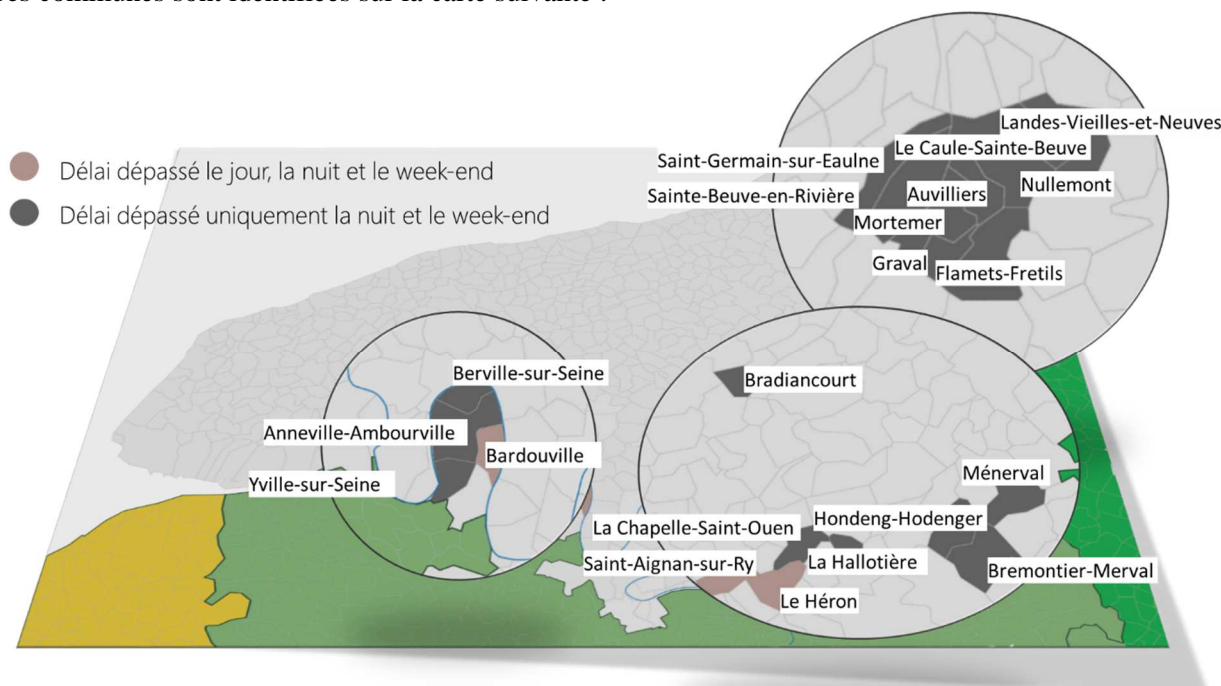 Landes-Vieilles-et-Neuves
Le Caule-Sainte-Beuve
Saint-Germain-sur-Eaulne
Délai dépassé le jour, la nuit et le week-end
Nullemont
Sainte-Beuve-en-Rivière
Auvilliers
Délai dépassé uniquement la nuit et le week-end
Mortemer
Graval
Flamets-Fretils
Berville-sur-Seine
Bradiancourt
Anneville-Ambourville
Bardouville
Ménerval
Yville-sur-Seine
La Chapelle-Saint-Ouen
Hondeng-Hodenger
Saint-Aignan-sur-Ry
La Hallotière
Bremontier-Merval
Le Héron